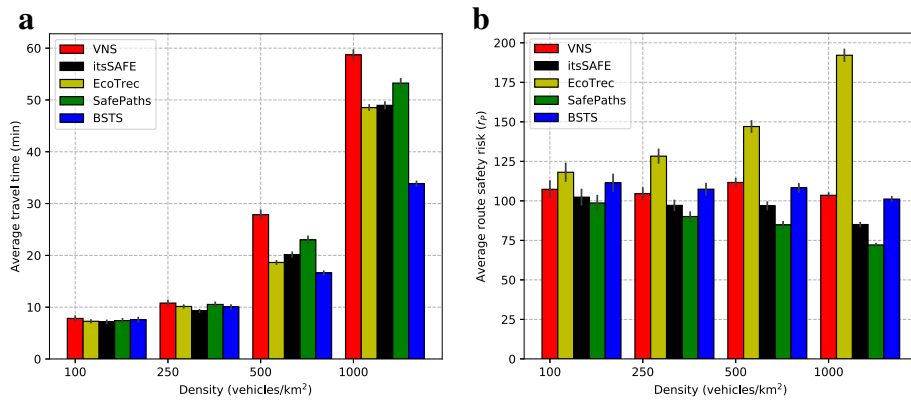 a
Average travel time (min)
60
50
40
30
20
10
0
VNS
itsSAFE
EcoTrec
SafePaths
BSTS
100
250
500
1000
Density (vehicles/km²)
b
Average route safety risk (rₚ)
200
175
150
125
100
75
50
25
0
VNS
itsSAFE
EcoTrec
SafePaths
BSTS
100
250
500
1000
Density (vehicles/km²)